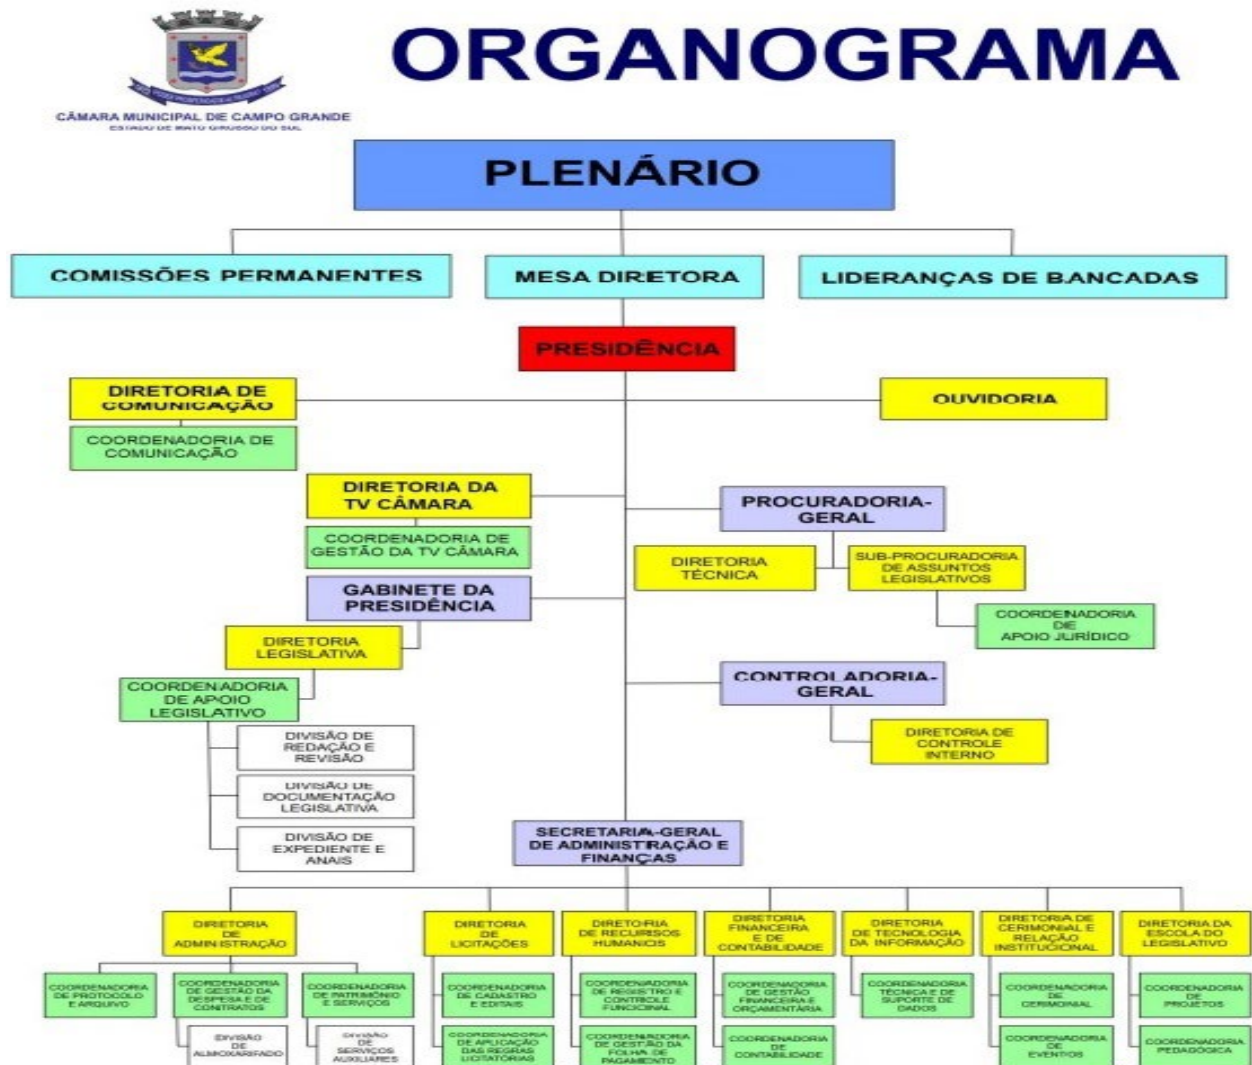 ORGANOGRAMA
CÂMARA MUNICIPAL DE CAMPO GRANDE
ESTADO DE MATO GROSSO DO SUL
PLENÁRIO
COMISSÕES PERMANENTES
MESA DIRETORA
LIDERANÇAS DE BANCADAS
PRESIDÊNCIA
DIRETORIA DE
COMUNICAÇÃO
OUVIDORIA
COORDENADORIA DE
COMUNICAÇÃO
DIRETORIA DA
TV CÂMARA
COORDENADORIA DE
GESTÃO DA TV CÂMARA
PROCURADORIA-
GERAL
DIRETORIA
TÉCNICA
SUB-PROCURADORIA
DE ASSUNTOS
LEGISLATIVOS
COORDENADORIA
DE
APOIO JURÍDICO
GABINETE DA
PRESIDÊNCIA
DIRETORIA
LEGISLATIVA
COORDENADORIA
DE APOIO
LEGISLATIVO
DIVISÃO DE
REDAÇÃO E
REVISÃO
DIVISÃO DE
DOCUMENTAÇÃO
LEGISLATIVA
DIVISÃO DE
EXPEDIENTE E
ANAIS
CONTROLADORIA-
GERAL
DIRETORIA DE
CONTROLE
INTERNO
SECRETARIA-GERAL
DE ADMINISTRAÇÃO E
FINANÇAS
DIRETORIA
DE
ADMINISTRAÇÃO
DIRETORIA
DE
LICITAÇÕES
DIRETORIA
DE RECURSOS
HUMANOS
DIRETORIA
FINANCEIRA
E DE
CONTABILIDADE
DIRETORIA
DE TECNOLOGIA
DA INFORMAÇÃO
DIRETORIA DE
CERIMONIAL E
RELAÇÃO
INSTITUCIONAL
DIRETORIA DA
ESCOLA DO
LEGISLATIVO
COORDENADORIA
DE PROTOCOLO
E ARQUIVO
COORDENADORIA
DE GESTÃO DA
DESPESA E DE
CONTRATOS
COORDENADORIA
DE PATRIMÔNIO
E SERVIÇOS
COORDENADORIA
DE CADASTRO
E EDITAIS
COORDENADORIA
DE REGISTRO E
CONTROLE
FUNCIONAL
COORDENADORIA
DE GESTÃO
FINANCEIRA E
ORÇAMENTÁRIA
COORDENADORIA
TÉCNICA E DE
SUPORTE DE
DADOS
COORDENADORIA
DE
CERIMONIAL
COORDENADORIA
DE
PROJETOS
DIVISÃO
DE
ALMOXARIFADO
DIVISÃO
DE
SERVIÇOS
AUXILIARES
COORDENADORIA
DE APLICAÇÃO
DAS REGRAS
LICITATÓRIAS
COORDENADORIA
DE GESTÃO DA
FOLHA DE
PAGAMENTO
COORDENADORIA
DE
CONTABILIDADE
COORDENADORIA
DE
EVENTOS
COORDENADORIA
PEDAGÓGICA